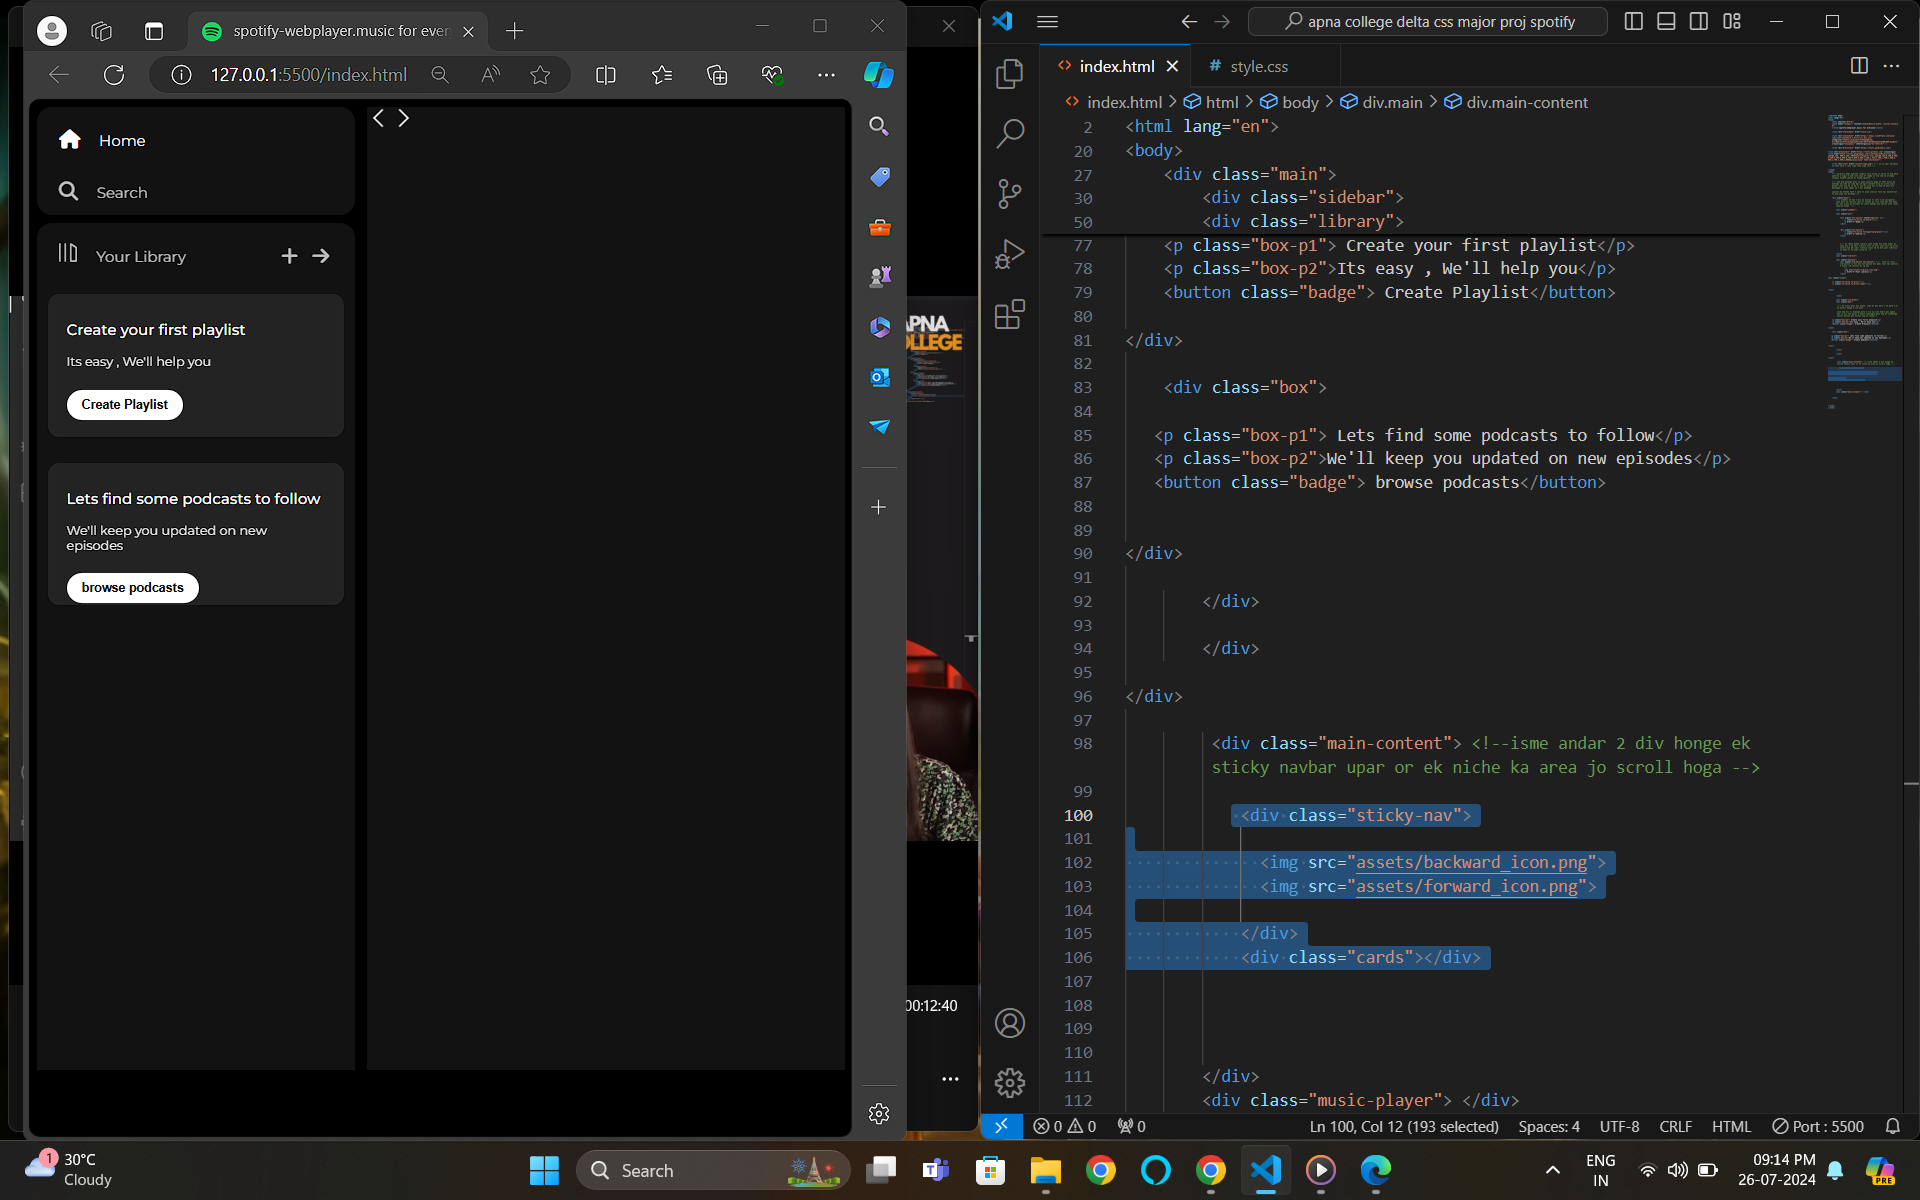 spotify-webplayer.music for ever
127.0.0.1:5500/index.html
Home
Search
Your Library
Create your first playlist
Its easy , We'll help you
Create Playlist
Lets find some podcasts to follow
We'll keep you updated on new
episodes
browse podcasts
APNA
COLLEGE
00:12:40
apna college delta css major proj spotify
index.html
# style.css
index.html > html > body > div.main > div.main-content
2 <html lang="en">
20 <body>
27 <div class="main">
30 <div class="sidebar">
50 <div class="library">
77 <p class="box-p1"> Create your first playlist</p>
78 <p class="box-p2">Its easy , We'll help you</p>
79 <button class="badge"> Create Playlist</button>
80
81 </div>
82
83 <div class="box">
84
85 <p class="box-p1"> Lets find some podcasts to follow</p>
86 <p class="box-p2">We'll keep you updated on new episodes</p>
87 <button class="badge"> browse podcasts</button>
88
89
90 </div>
91
92 </div>
93
94 </div>
95
96 </div>
97
98 <div class="main-content"> <!--isme andar 2 div honge ek
sticky navbar upar or ek niche ka area jo scroll hoga -->
99
100 <div class="sticky-nav">
101
102 <img src="assets/backward_icon.png">
103 <img src="assets/forward_icon.png">
104
105 </div>
106 <div class="cards"></div>
107
108
109
110
111 </div>
112 <div class="music-player"> </div>
0 0 0 Ln 100, Col 12 (193 selected) Spaces: 4 UTF-8 CRLF HTML Port : 5500
1
30°C
Cloudy
Search
ENG
IN
09:14 PM
26-07-2024
PRE